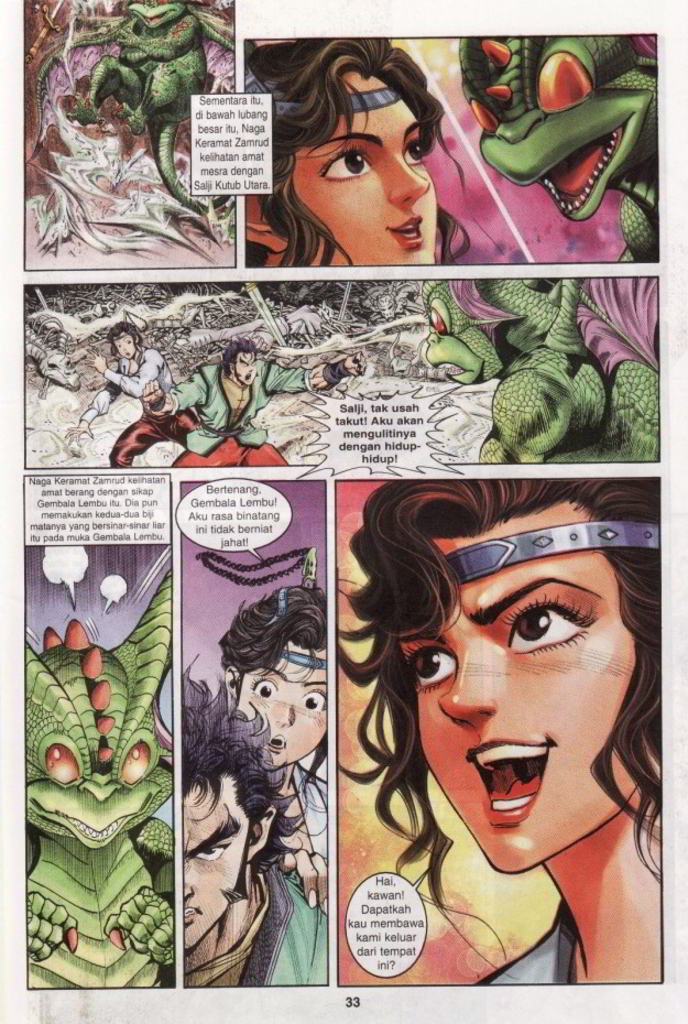 Sementara itu,
di bawah lubang
besar itu, Naga
Keramat Zamrud
kelihatan amat
mesra dengan
Salji Kutub Utara.
Salji, tak usah
takut! Aku akan
mengulitinya
dengan hidup-
hidup!
Naga Keramat Zamrud kelihatan
amat berang dengan sikap
Gembala Lembu itu. Dia pun
memakukan kedua-dua biji
matanya yang bersinar-sinar liar
itu pada muka Gembala Lembu.
Bertenang,
Gembala Lembu!
Aku rasa binatang
ini tidak berniat
jahat!
Hai,
kawan!
Dapatkah
kau membawa
kami keluar
dari tempat
ini?
33